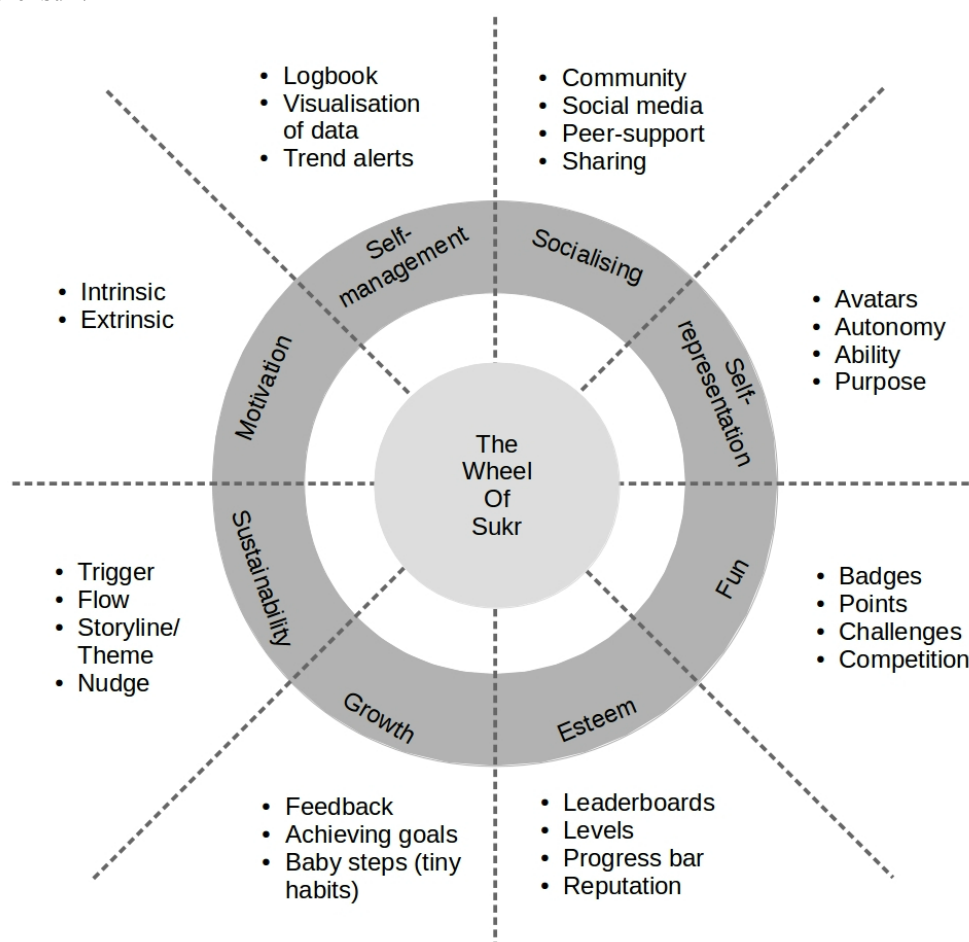 Logbook
Visualisation
of data
Trend alerts
Community
Social media
Peer-support
Sharing
Self-
management
Socialising
Intrinsic
Extrinsic
Motivation
Self-
representation
Avatars
Autonomy
Ability
Purpose
The
Wheel
Of
Sukr
Trigger
Flow
Storyline/
Theme
Nudge
Sustainability
Fun
Badges
Points
Challenges
Competition
Growth
Esteem
Feedback
Achieving goals
Baby steps (tiny
habits)
Leaderboards
Levels
Progress bar
Reputation